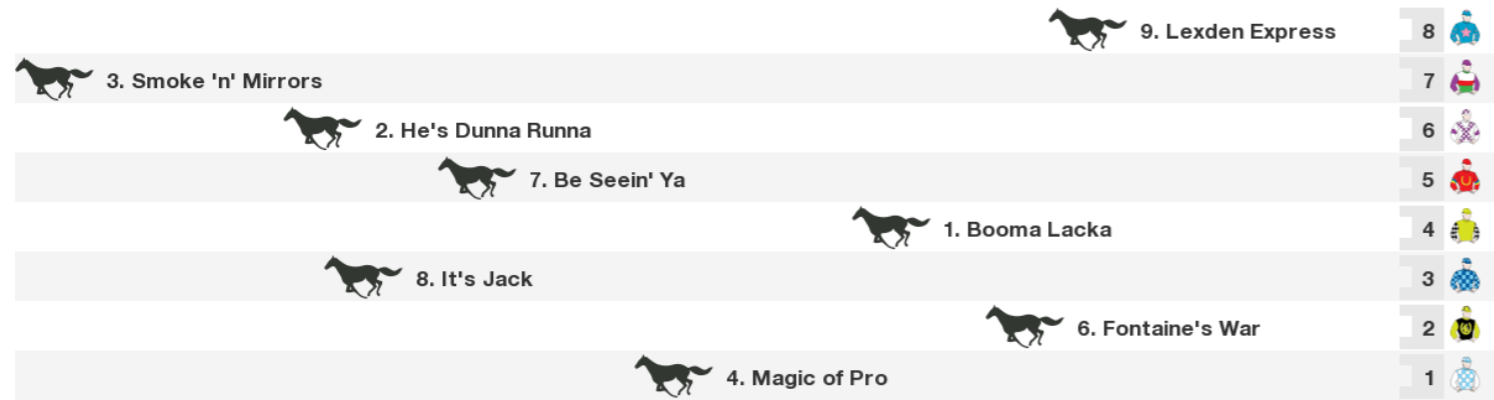 9. Lexden Express 8
3. Smoke 'n' Mirrors 7
2. He's Dunna Runna 6
7. Be Seein' Ya 5
1. Booma Lacka 4
8. It's Jack 3
6. Fontaine's War 2
4. Magic of Pro 1